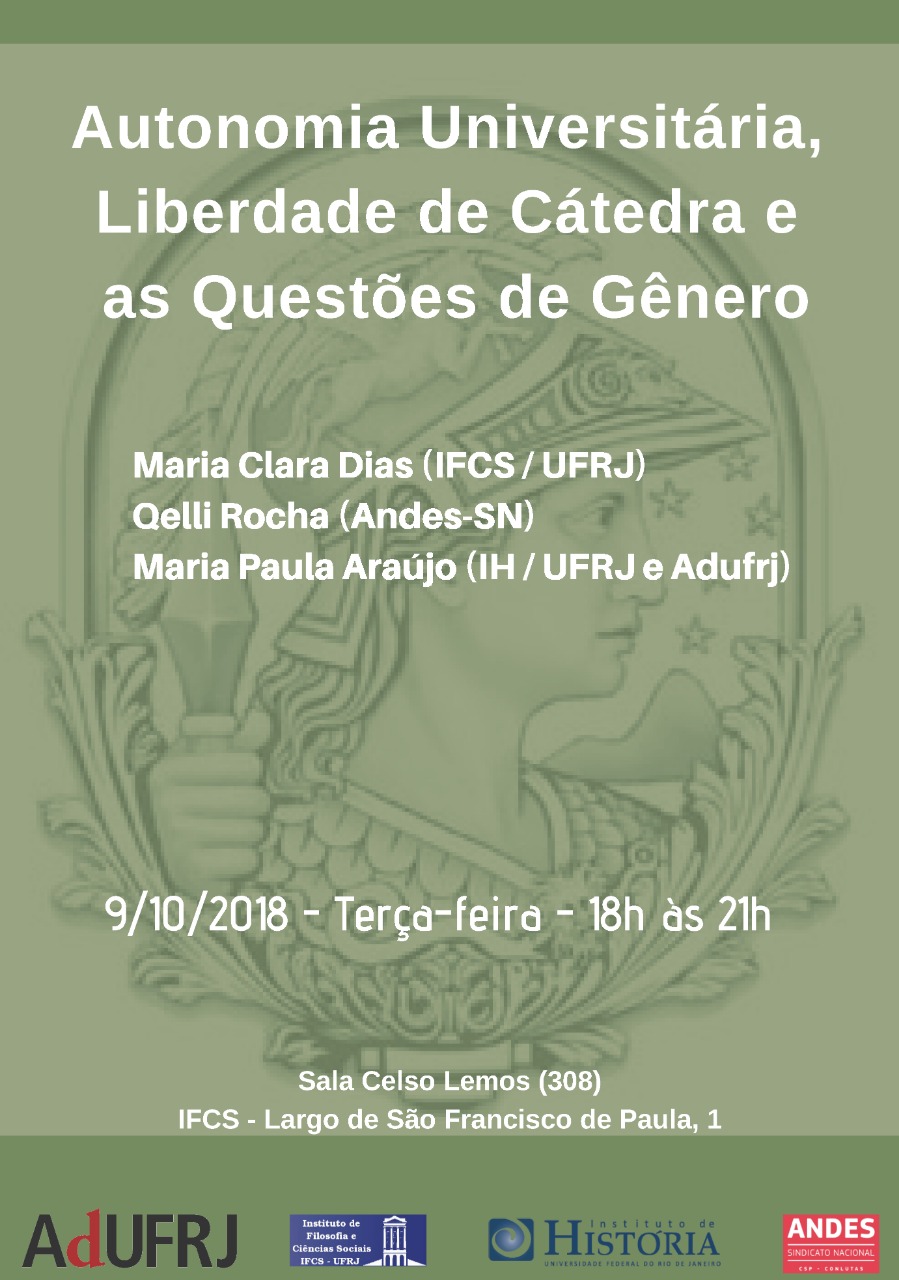 Autonomia Universitária,
Liberdade de Cátedra e
as Questões de Gênero
Maria Clara Dias (IFCS / UFRJ)
Qelli Rocha (Andes-SN)
Maria Paula Araújo (IH / UFRJ e Adufrj)
9/10/2018 - Terça-feira - 18h às 21h
Sala Celso Lemos (308)
IFCS - Largo de São Francisco de Paula, 1
AdUFRJ
Instituto de
Filosofia e
Ciências Sociais
IFCS - UFRJ
Instituto de
HISTÓRIA
UNIVERSIDADE FEDERAL DO RIO DE JANEIRO
ANDES
SINDICATO NACIONAL
CSP - CONLUTAS